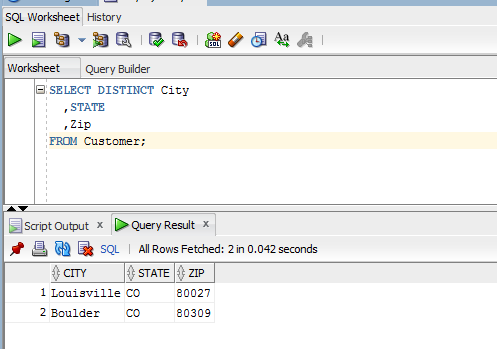 SQL Worksheet History
Worksheet Query Builder
SELECT DISTINCT City
,STATE
,Zip
FROM Customer;
Script Output x Query Result x
SQL | All Rows Fetched: 2 in 0.042 seconds
CITY STATE ZIP
1 Louisville CO 80027
2 Boulder CO 80309